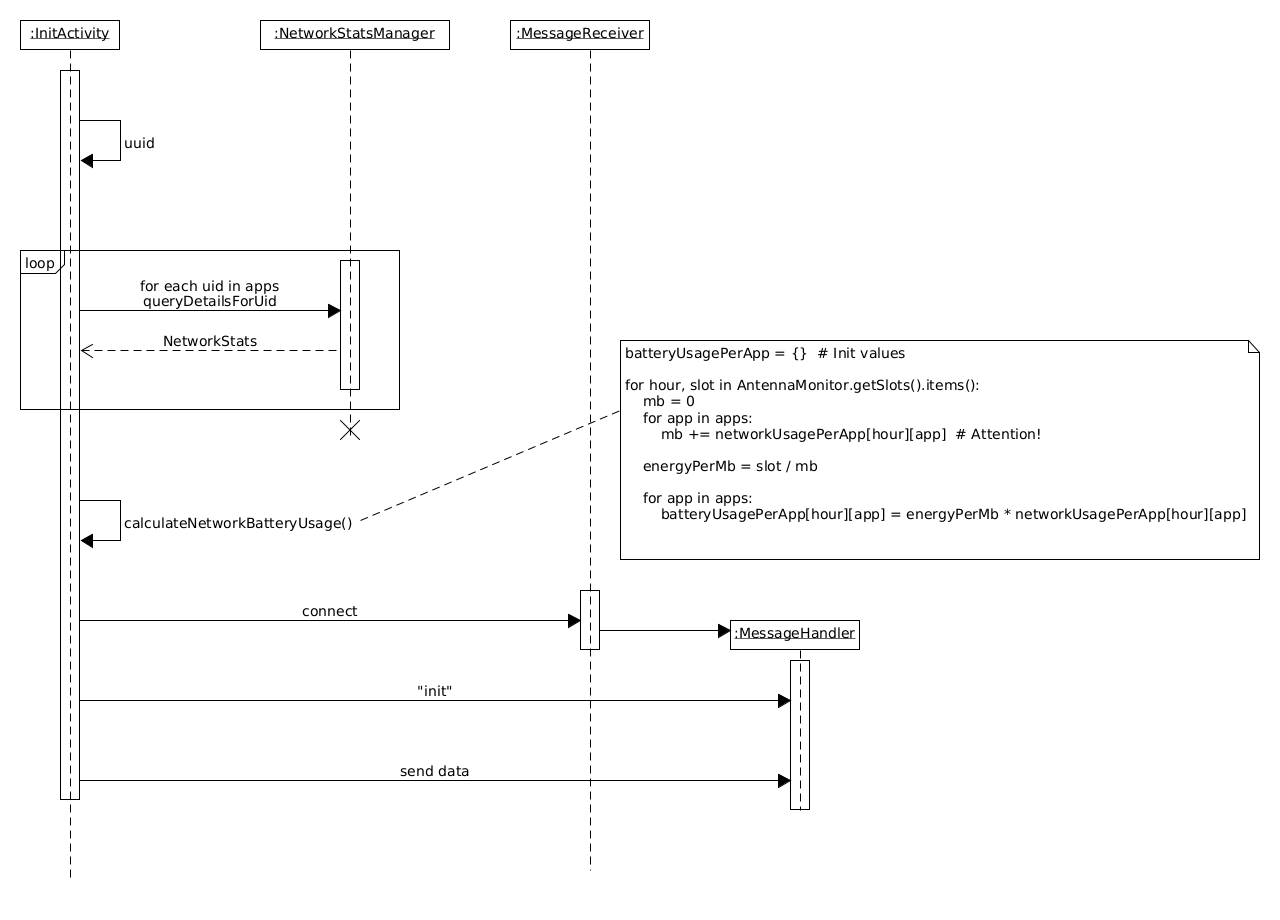 :InitActivity
:NetworkStatsManager
:MessageReceiver
uuid
loop
for each uid in apps
queryDetailsForUid
NetworkStats
batteryUsagePerApp = {}  # Init values
for hour, slot in AntennaMonitor.getSlots().items():
    mb = 0
    for app in apps:
        mb += networkUsagePerApp[hour][app]  # Attention!
    energyPerMb = slot / mb
    for app in apps:
        batteryUsagePerApp[hour][app] = energyPerMb * networkUsagePerApp[hour][app]
calculateNetworkBatteryUsage()
connect
:MessageHandler
"init"
send data